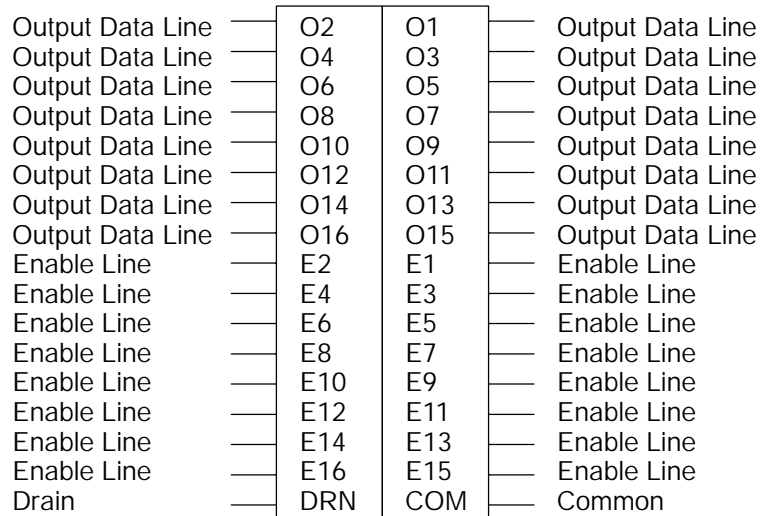 Output Data Line O2 O1 Output Data Line
Output Data Line O4 O3 Output Data Line
Output Data Line O6 O5 Output Data Line
Output Data Line O8 O7 Output Data Line
Output Data Line O10 O9 Output Data Line
Output Data Line O12 O11 Output Data Line
Output Data Line O14 O13 Output Data Line
Output Data Line O16 O15 Output Data Line
Enable Line E2 E1 Enable Line
Enable Line E4 E3 Enable Line
Enable Line E6 E5 Enable Line
Enable Line E8 E7 Enable Line
Enable Line E10 E9 Enable Line
Enable Line E12 E11 Enable Line
Enable Line E14 E13 Enable Line
Enable Line E16 E15 Enable Line
Drain DRN COM Common